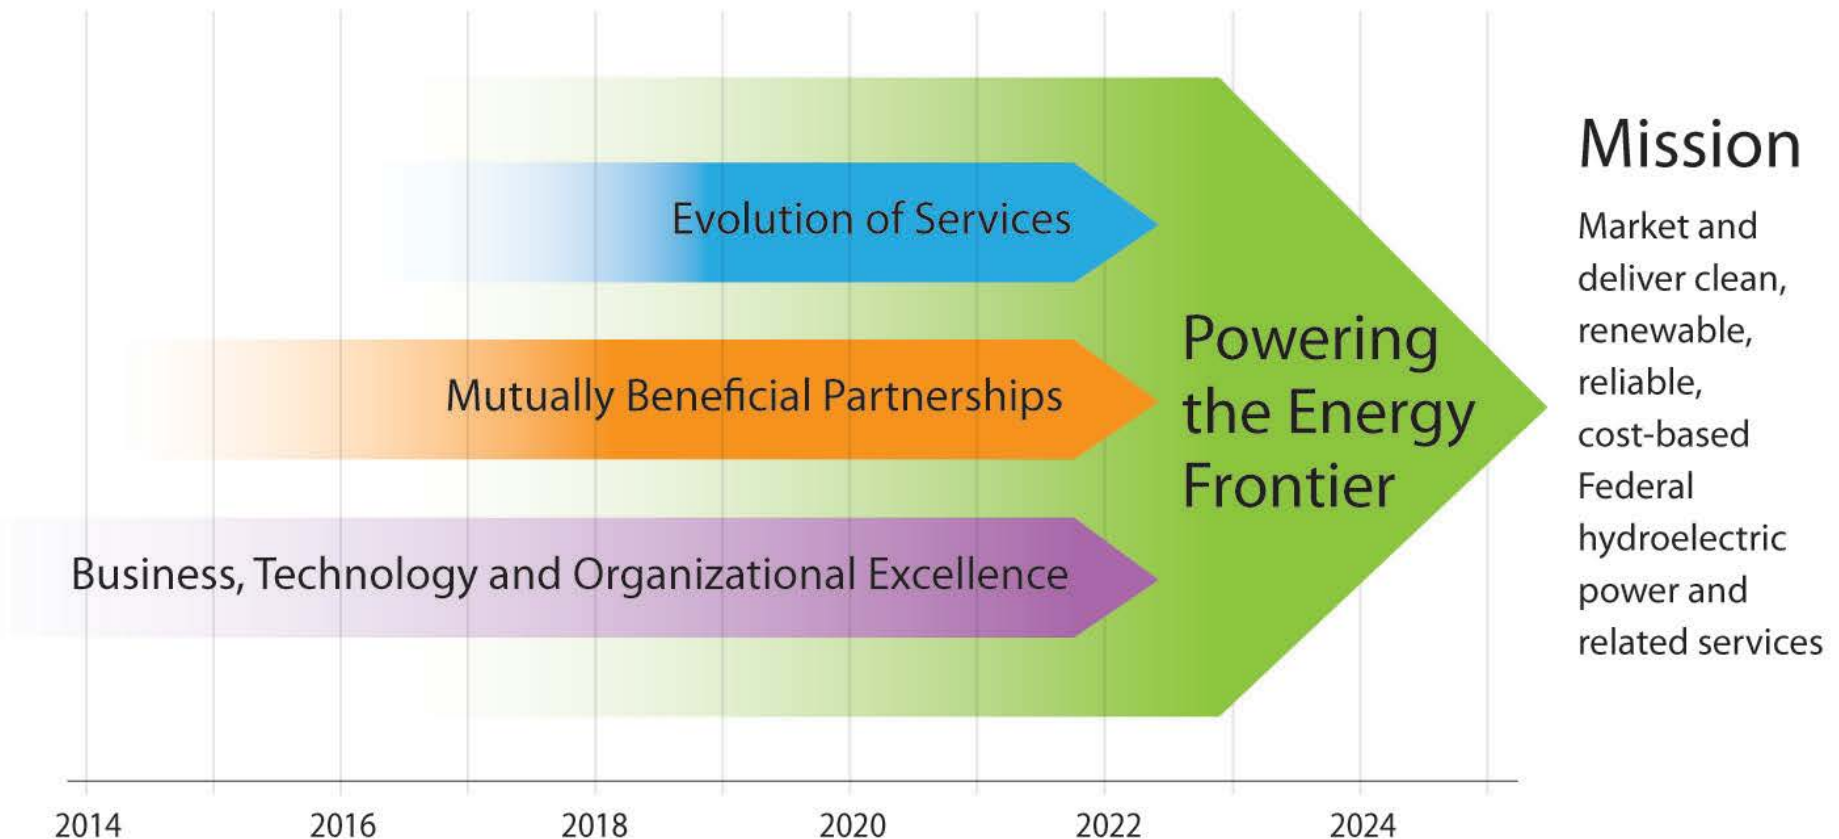 Evolution of Services
Mutually Beneficial Partnerships
Business, Technology and Organizational Excellence
Powering
the Energy
Frontier
Mission
Market and
deliver clean,
renewable,
reliable,
cost-based
Federal
hydroelectric
power and
related services
2014
2016
2018
2020
2022
2024